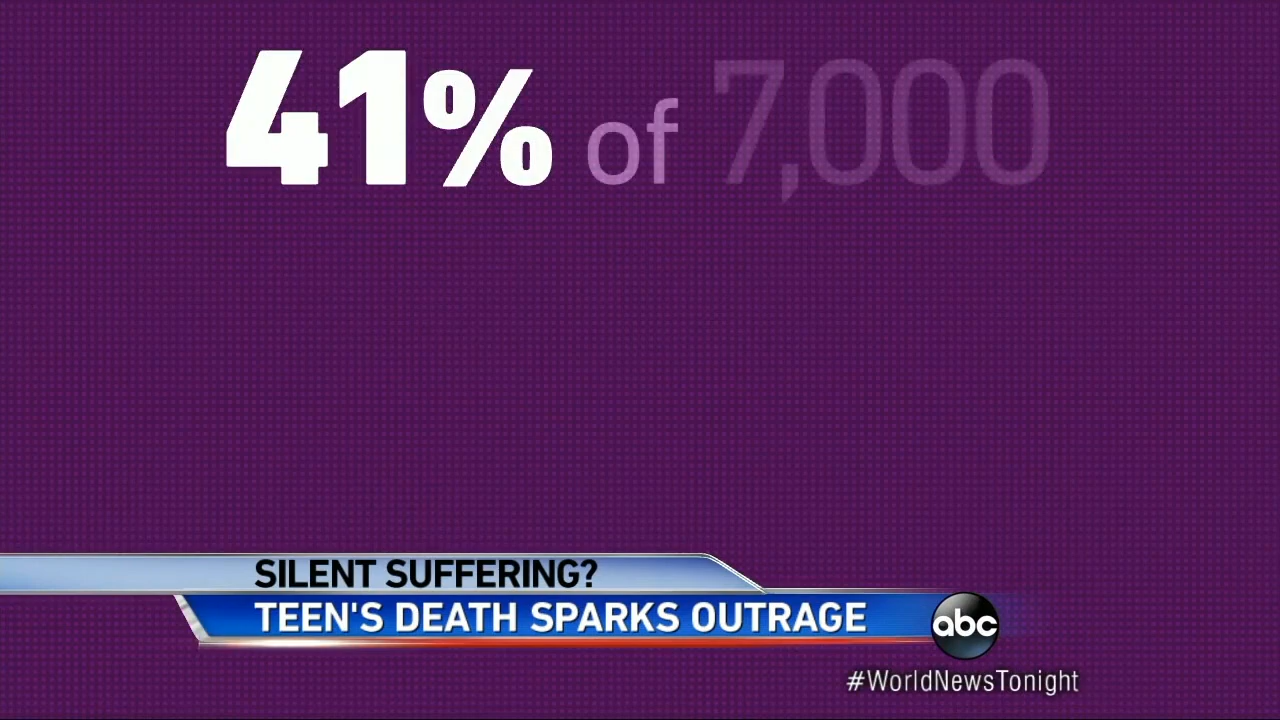 41% of 7,000
SILENT SUFFERING?
TEEN'S DEATH SPARKS OUTRAGE
abc
#WorldNewsTonight